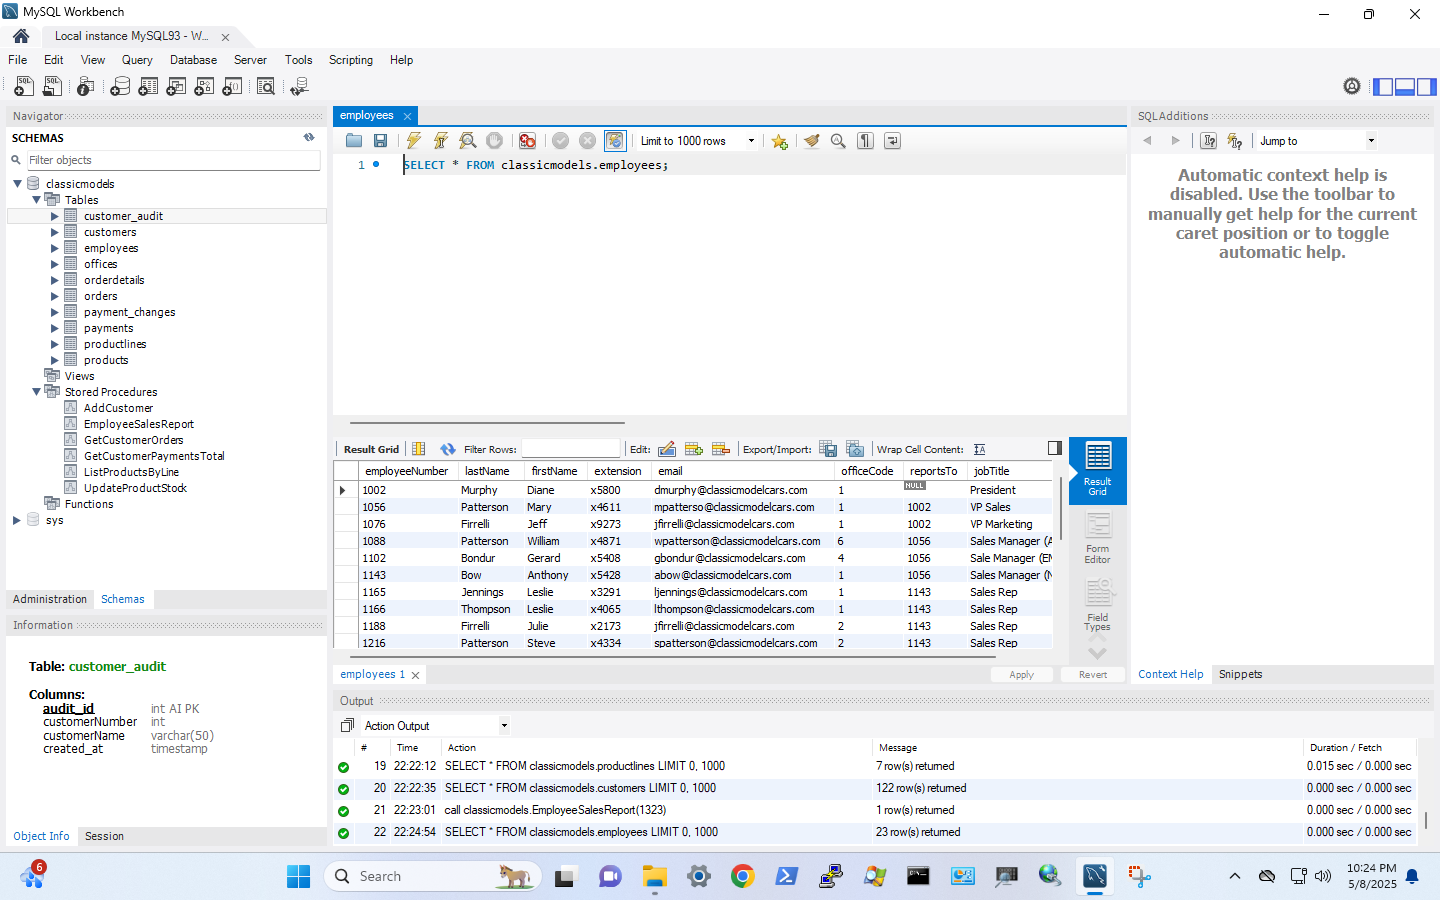 MySQL Workbench
Local instance MySQL93 - W...
File Edit View Query Database Server Tools Scripting Help
Navigator
SCHEMAS
Filter objects
classicmodels
Tables
customer_audit
customers
employees
offices
orderdetails
orders
payment_changes
payments
productlines
products
Views
Stored Procedures
AddCustomer
EmployeeSalesReport
GetCustomerOrders
GetCustomerPaymentsTotal
ListProductsByLine
UpdateProductStock
Functions
sys
Administration Schemas
Information
Table: customer_audit
Columns:
audit_id int AI PK
customerNumber int
customerName varchar(50)
created_at timestamp
Object Info Session
employees
Limit to 1000 rows
1 SELECT * FROM classicmodels.employees;
Result Grid Filter Rows: Edit: Export/Import: Wrap Cell Content:
employeeNumber lastName firstName extension email officeCode reportsTo jobTitle
1002 Murphy Diane x5800 dmurphy@classicmodelcars.com 1 NULL President
1056 Patterson Mary x4611 mpatterso@classicmodelcars.com 1 1002 VP Sales
1076 Firrelli Jeff x9273 jfirrelli@classicmodelcars.com 1 1002 VP Marketing
1088 Patterson William x4871 wpatterson@classicmodelcars.com 6 1056 Sales Manager (A
1102 Bondur Gerard x5408 gbondur@classicmodelcars.com 4 1056 Sale Manager (EM
1143 Bow Anthony x5428 abow@classicmodelcars.com 1 1056 Sales Manager (N
1165 Jennings Leslie x3291 ljennings@classicmodelcars.com 1 1143 Sales Rep
1166 Thompson Leslie x4065 lthompson@classicmodelcars.com 1 1143 Sales Rep
1188 Firrelli Julie x2173 jfirrelli@classicmodelcars.com 2 1143 Sales Rep
1216 Patterson Steve x4334 spatterson@classicmodelcars.com 2 1143 Sales Rep
Result Grid
Form Editor
Field Types
employees 1
Apply Revert
SQLAdditions
Jump to
Automatic context help is
disabled. Use the toolbar to
manually get help for the current
caret position or to toggle
automatic help.
Context Help Snippets
Output
Action Output
# Time Action Message Duration / Fetch
19 22:22:12 SELECT * FROM classicmodels.productlines LIMIT 0, 1000 7 row(s) returned 0.015 sec / 0.000 sec
20 22:22:35 SELECT * FROM classicmodels.customers LIMIT 0, 1000 122 row(s) returned 0.000 sec / 0.000 sec
21 22:23:01 call classicmodels.EmployeeSalesReport(1323) 1 row(s) returned 0.000 sec / 0.000 sec
22 22:24:54 SELECT * FROM classicmodels.employees LIMIT 0, 1000 23 row(s) returned 0.000 sec / 0.000 sec
6
Search
10:24 PM
5/8/2025